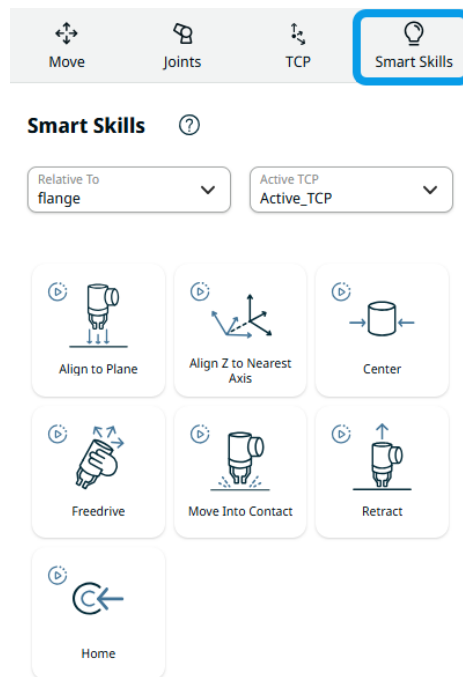 Move Joints TCP Smart Skills
Smart Skills
Relative To Active TCP
flange Active_TCP
Align to Plane Align Z to Nearest Center
Axis
Freedrive Move Into Contact Retract
Home